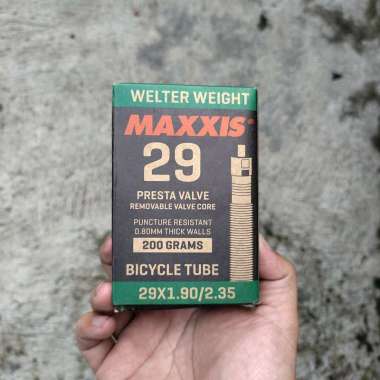 WELTER WEIGHT
MAXXIS
29
PRESTA VALVE
REMOVABLE VALVE CORE
PUNCTURE RESISTANT
0.80MM THICK WALLS
200 GRAMS
BICYCLE TUBE
29X1.90/2.35